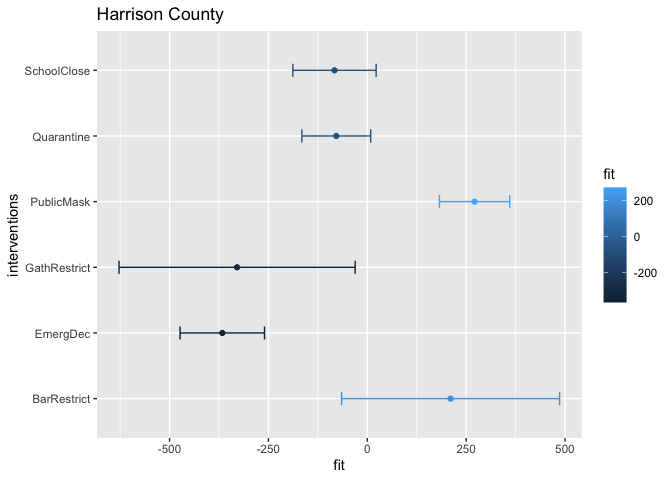 Harrison County
SchoolClose
Quarantine
PublicMask
GathRestrict
EmergDec
BarRestrict
interventions
-500
-250
0
250
500
fit
fit
200
0
-200